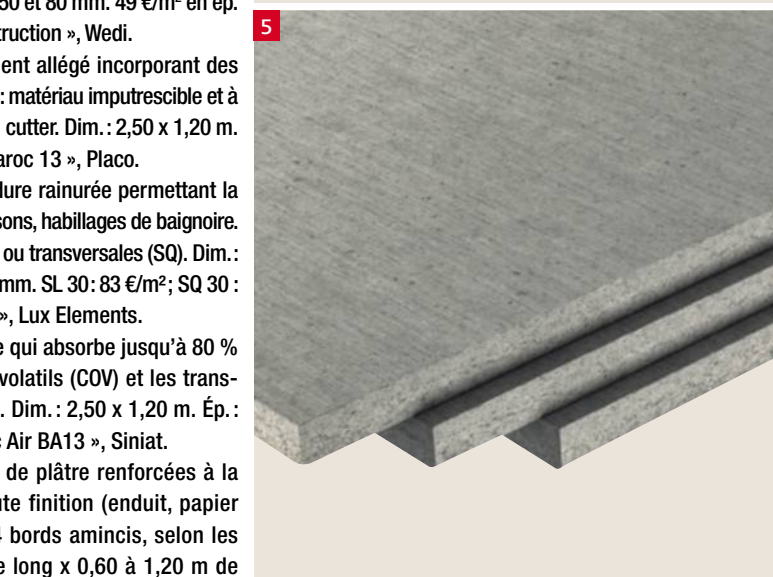 50 et 80 mm. 49 €/m² en ép.
truction », Wedi.
ent allégé incorporant des
: matériau imputrescible et à
cutter. Dim. : 2,50 x 1,20 m.
aroc 13 », Placo.
lure rainurée permettant la
sons, habillages de baignoire.
ou transversales (SQ). Dim. :
mm. SL 30 : 83 €/m² ; SQ 30 :
», Lux Elements.
e qui absorbe jusqu’à 80 %
volatils (COV) et les trans-
. Dim. : 2,50 x 1,20 m. Ép. :
c Air BA13 », Siniat.
de plâtre renforcées à la
ute finition (enduit, papier
4 bords amincis, selon les
e long x 0,60 à 1,20 m de
5